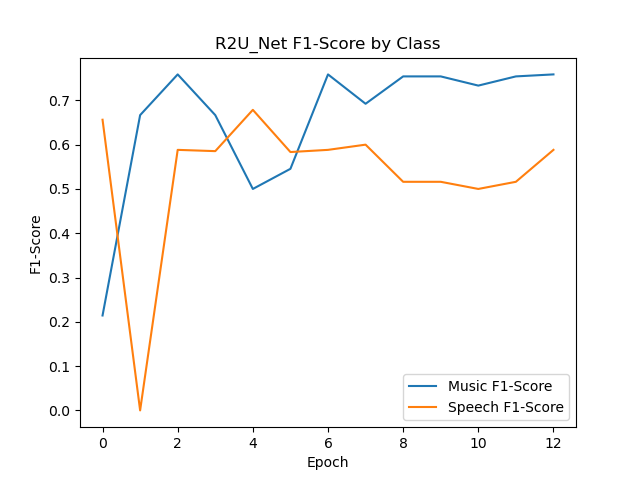 R2U_Net F1-Score by Class
F1-Score
0.7
0.6
0.5
0.4
0.3
0.2
0.1
0.0
Music F1-Score
Speech F1-Score
0 2 4 6 8 10 12
Epoch